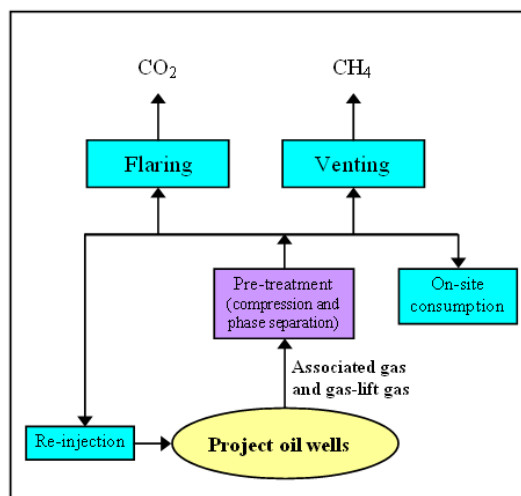 CO₂
CH₄
Flaring
Venting
Pre-treatment
(compression and
phase separation)
On-site
consumption
Associated gas
and gas-lift gas
Re-injection
Project oil wells